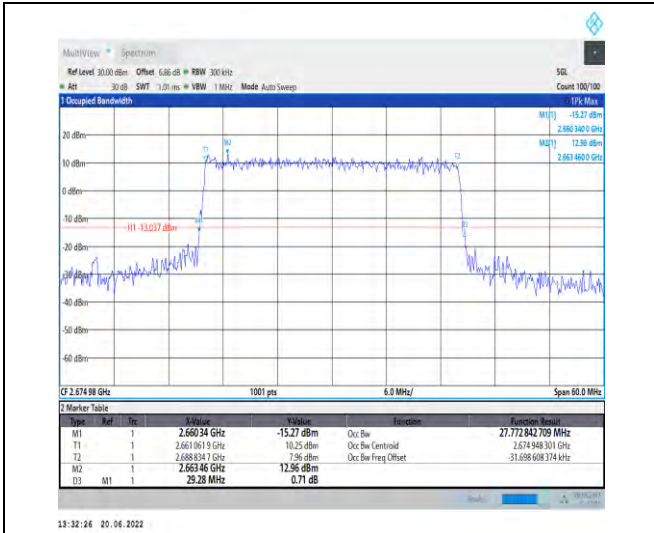 MultiView Spectrum
Ref Level 30.00 dBm Offset 6.86 dB RBW 300 kHz SGL
Att 30 dB SWT 1.01 ms VBW 1 MHz Mode Auto Sweep Count 100/100
1 Occupied Bandwidth 1Pk Max
M1[1] -15.27 dBm
2.660 340 0 GHz
M2[1] 12.96 dBm
2.663 460 0 GHz
20 dBm
M2
T1
T2
10 dBm
0 dBm
-10 dBm
H1 -13.037 dBm
-30 dBm
-40 dBm
-50 dBm
-60 dBm
CF 2.674 98 GHz 1001 pts 6.0 MHz/ Span 60.0 MHz
2 Marker Table
Type Ref Trc X-Value Y-Value Function Function Result
M1 1 2.660 34 GHz -15.27 dBm Occ Bw 27.772 842 709 MHz
T1 1 2.661 061 9 GHz 10.25 dBm Occ Bw Centroid 2.674 948 301 GHz
T2 1 2.688 834 7 GHz 7.96 dBm Occ Bw Freq Offset -31.698 608 374 kHz
M2 1 2.663 46 GHz 12.96 dBm
D3 M1 1 29.28 MHz 0.71 dB
13:32:26 20.06.2022